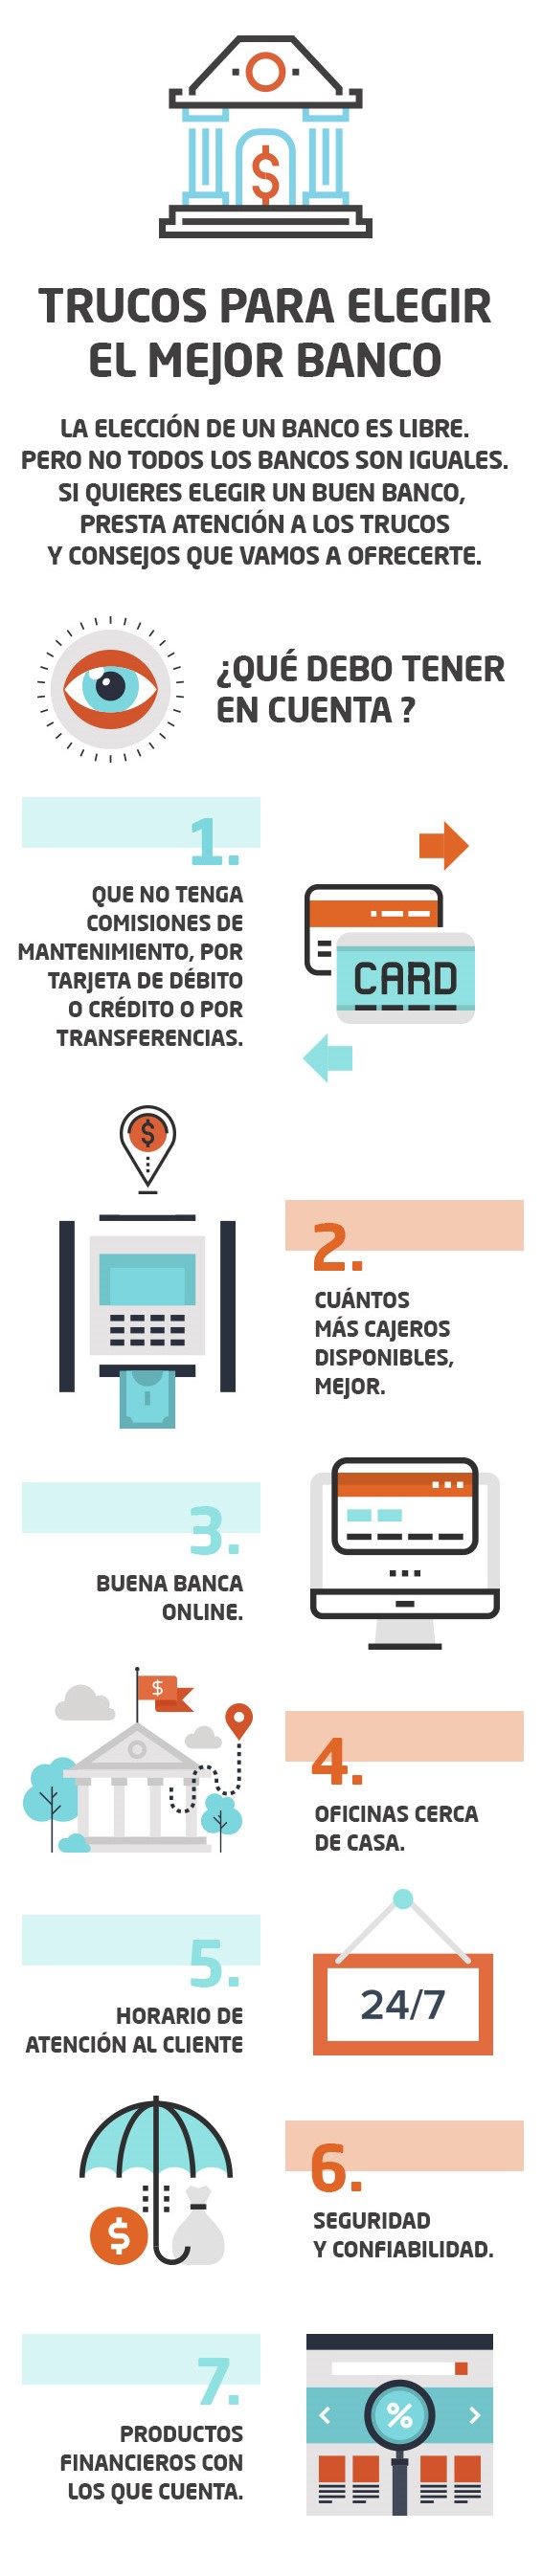 $
TRUCOS PARA ELEGIR
EL MEJOR BANCO
LA ELECCIÓN DE UN BANCO ES LIBRE.
PERO NO TODOS LOS BANCOS SON IGUALES.
SI QUIERES ELEGIR UN BUEN BANCO,
PRESTA ATENCIÓN A LOS TRUCOS
Y CONSEJOS QUE VAMOS A OFRECERTE.
¿QUÉ DEBO TENER
EN CUENTA ?
1.
QUE NO TENGA
COMISIONES DE
MANTENIMIENTO, POR
TARJETA DE DÉBITO
O CRÉDITO O POR
TRANSFERENCIAS.
CARD
$
2.
CUÁNTOS
MÁS CAJEROS
DISPONIBLES,
MEJOR.
3.
BUENA BANCA
ONLINE.
$
4.
OFICINAS CERCA
DE CASA.
5.
HORARIO DE
ATENCIÓN AL CLIENTE
24/7
$
6.
SEGURIDAD
Y CONFIABILIDAD.
7.
PRODUCTOS
FINANCIEROS CON
LOS QUE CUENTA.
%